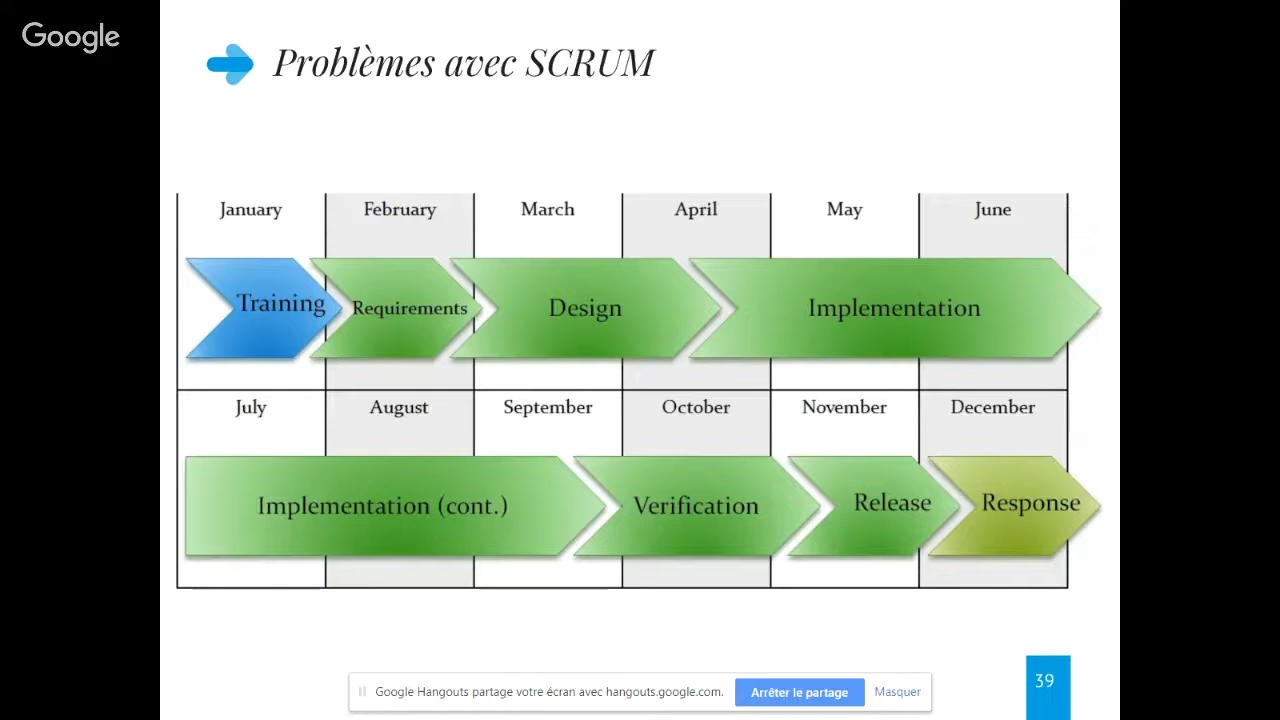 Google
Problèmes avec SCRUM
January February March April May June
Training Requirements Design Implementation
July August September October November December
Implementation (cont.) Verification Release Response
39
Google Hangouts partage votre écran avec hangouts.google.com. Arrêter le partage Masquer